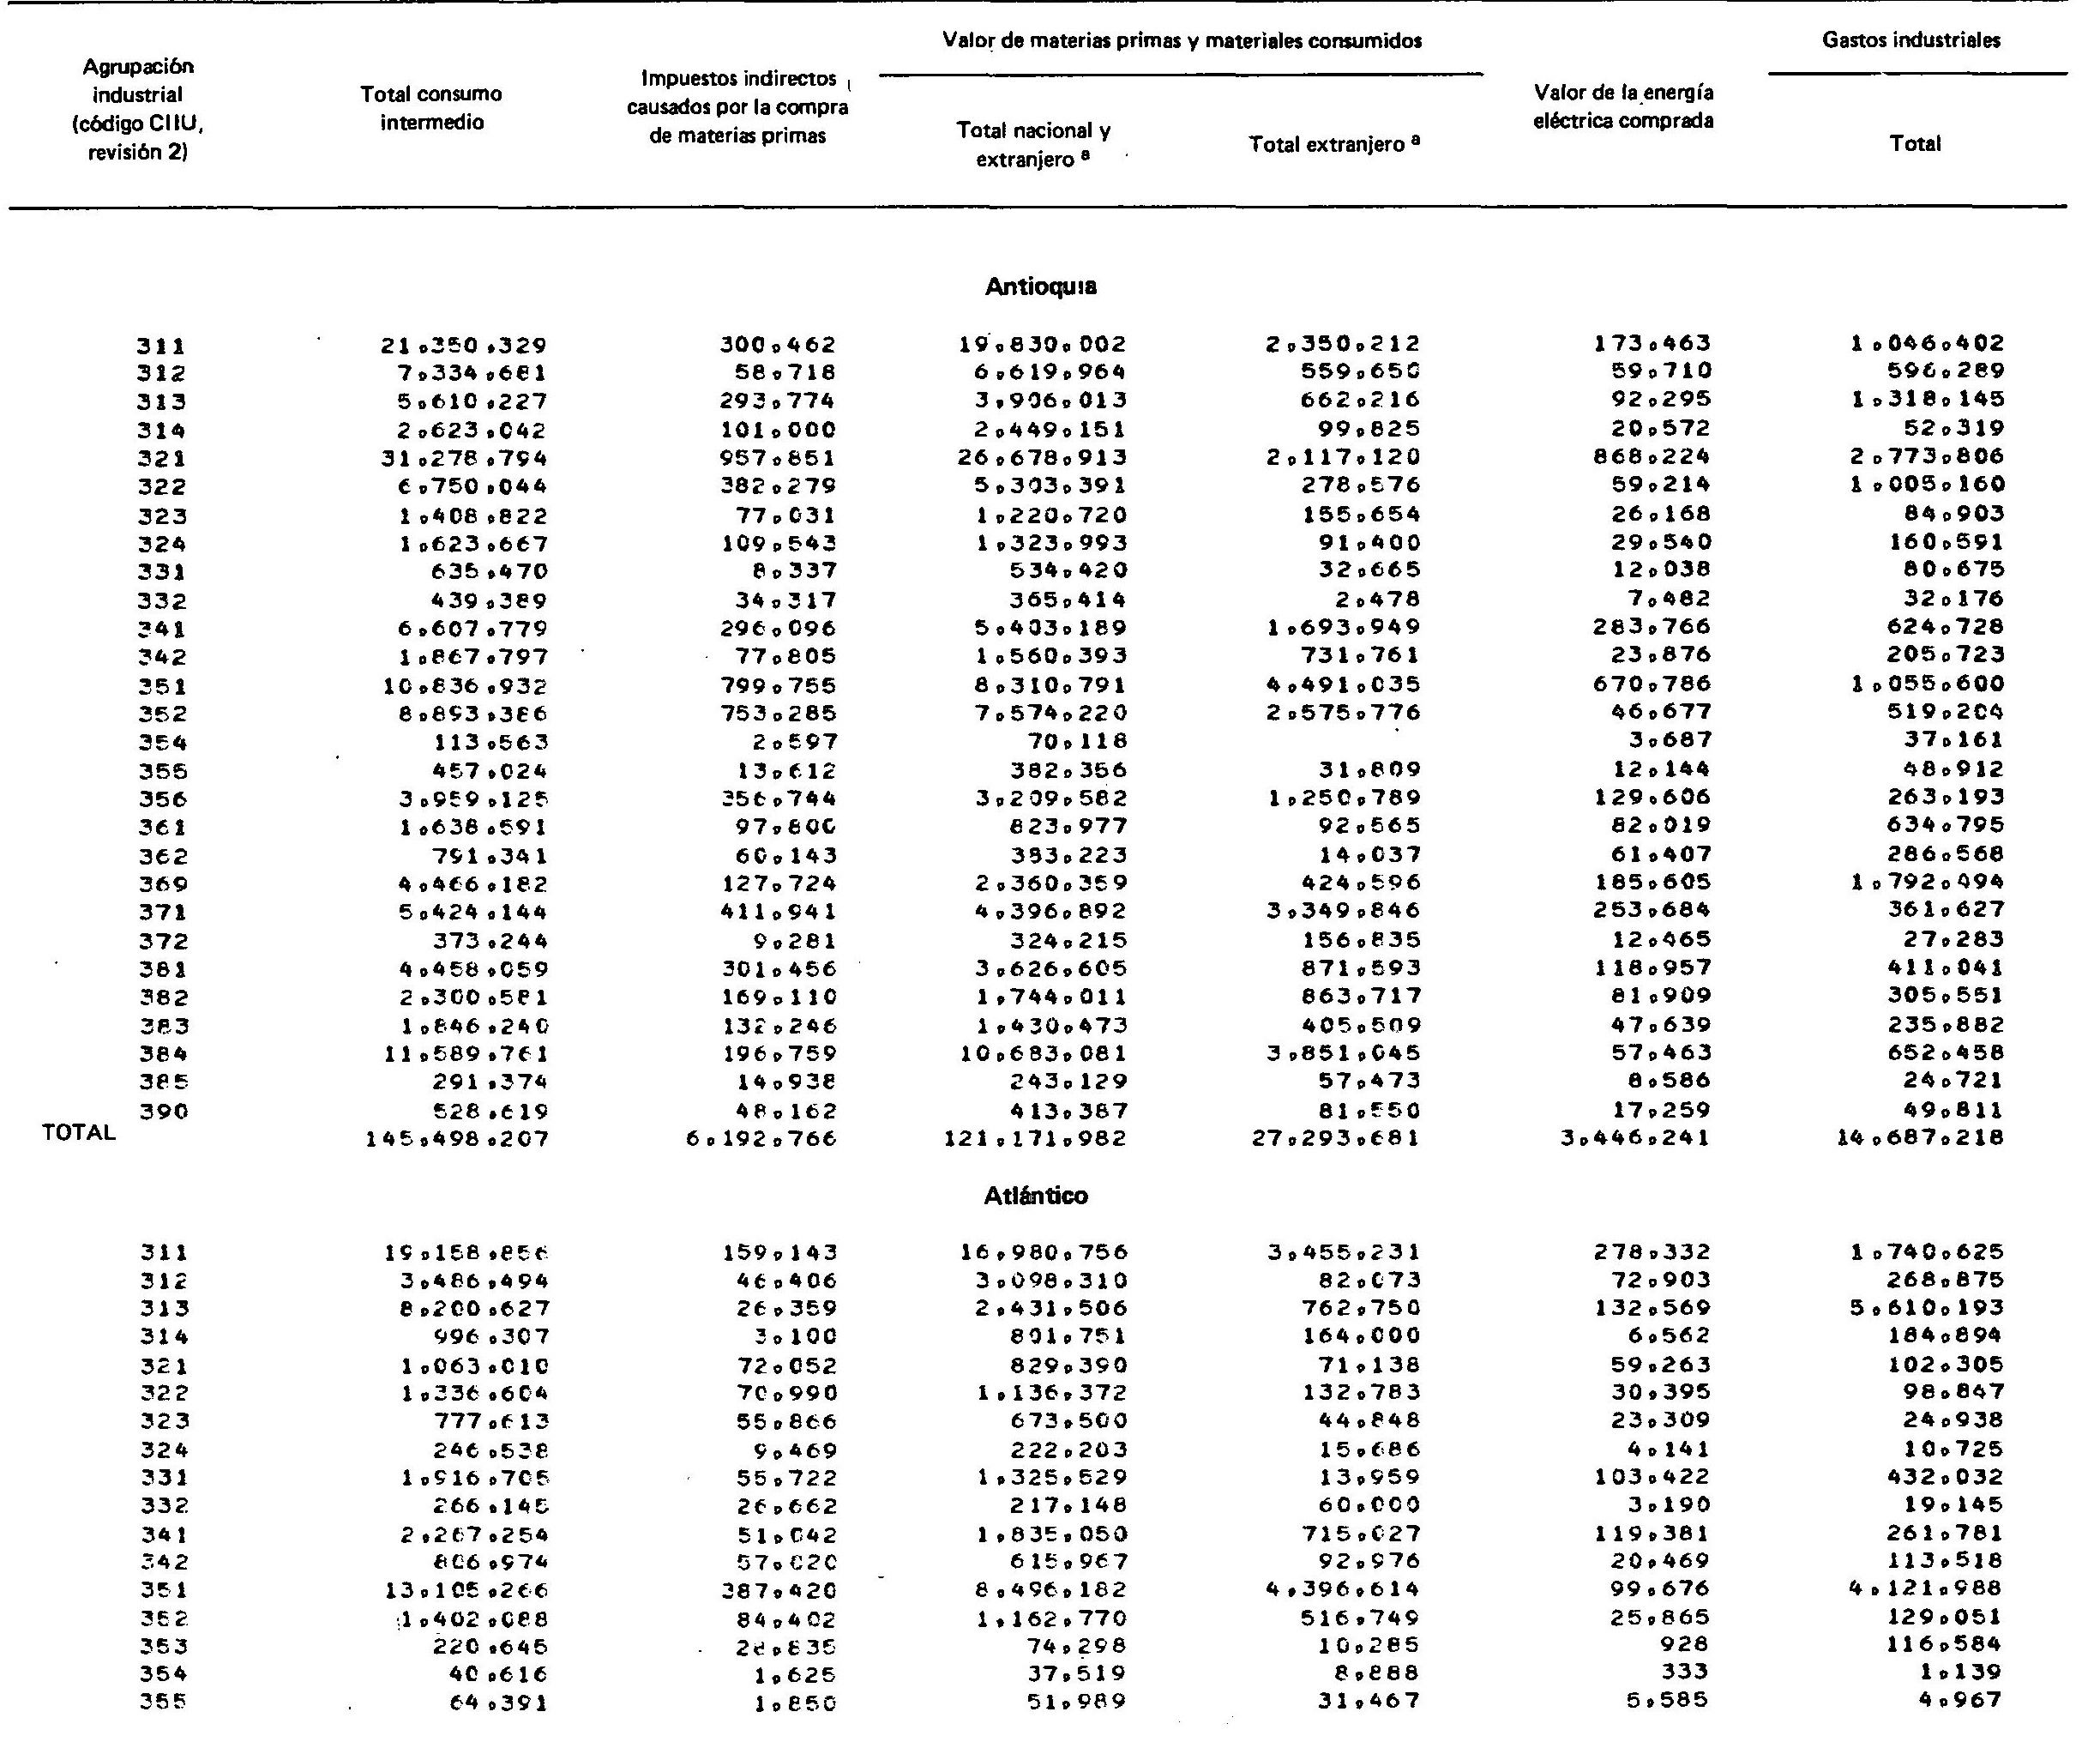 Valor de materias primas y materiales consumidos
Gastos industriales
Agrupación
industrial
(código CIIU,
revisión 2)
Total consumo
intermedio
Impuestos indirectos
causados por la compra
de materias primas
Total nacional y
extranjero a
Total extranjero a
Valor de la energía
eléctrica comprada
Total
Antioquia
311 21,350,329 300,462 19,830,002 2,350,212 173,463 1,046,402
312 7,334,681 58,718 6,619,964 559,650 59,710 596,289
313 5,610,227 293,774 3,906,013 662,216 92,295 1,318,145
314 2,623,042 101,000 2,449,151 99,825 20,572 52,319
321 31,278,794 957,851 26,678,913 2,117,120 868,224 2,773,806
322 6,750,044 382,279 5,303,391 278,576 59,214 1,005,160
323 1,408,822 77,031 1,220,720 155,654 26,168 84,903
324 1,623,667 109,543 1,323,993 91,400 29,540 160,591
331 635,470 8,337 534,420 32,665 12,038 80,675
332 439,389 34,317 365,414 2,478 7,482 32,176
341 6,607,779 296,096 5,403,189 1,693,949 283,766 624,728
342 1,867,797 77,805 1,560,393 731,761 23,876 205,723
351 10,836,932 799,755 8,310,791 4,491,035 670,786 1,055,600
352 8,893,386 753,285 7,574,220 2,575,776 46,677 519,204
354 113,563 2,597 70,118 3,687 37,161
355 457,024 13,612 382,356 31,809 12,144 48,912
356 3,959,125 356,744 3,209,582 1,250,789 129,606 263,193
361 1,638,591 97,800 823,977 92,565 82,019 634,795
362 791,341 60,143 383,223 14,037 61,407 286,568
369 4,466,182 127,724 2,360,359 424,596 185,605 1,792,494
371 5,424,144 411,941 4,396,892 3,349,846 253,684 361,627
372 373,244 9,281 324,215 156,835 12,465 27,283
381 4,458,059 301,456 3,626,605 871,593 118,957 411,041
382 2,300,581 169,110 1,744,011 863,717 81,909 305,551
383 1,846,240 132,246 1,430,473 405,509 47,639 235,882
384 11,589,761 196,759 10,683,081 3,851,045 57,463 652,458
385 291,374 14,938 243,129 57,473 8,586 24,721
390 528,619 48,162 413,387 81,550 17,259 49,811
TOTAL 145,498,207 6,192,766 121,171,982 27,293,681 3,446,241 14,687,218
Atlántico
311 19,158,856 159,143 16,980,756 3,455,231 278,332 1,740,625
312 3,486,494 46,406 3,098,310 82,073 72,903 268,875
313 8,200,627 26,359 2,431,506 762,750 132,569 5,610,193
314 996,307 3,100 801,751 164,000 6,562 184,894
321 1,063,010 72,052 829,390 71,138 59,263 102,305
322 1,336,604 70,990 1,136,372 132,783 30,395 98,847
323 777,613 55,866 673,500 44,848 23,309 24,938
324 246,538 9,469 222,203 15,686 4,141 10,725
331 1,916,705 55,722 1,325,529 13,959 103,422 432,032
332 266,145 26,662 217,148 60,000 3,190 19,145
341 2,267,254 51,042 1,835,050 715,027 119,381 261,781
342 806,974 57,020 615,967 92,976 20,469 113,518
351 13,105,266 387,420 8,496,182 4,396,614 99,676 4,121,988
352 1,402,088 84,402 1,162,770 516,749 25,865 129,051
353 220,645 28,835 74,298 10,285 928 116,584
354 40,616 1,625 37,519 8,888 333 1,139
355 64,391 1,850 51,989 31,467 5,585 4,967